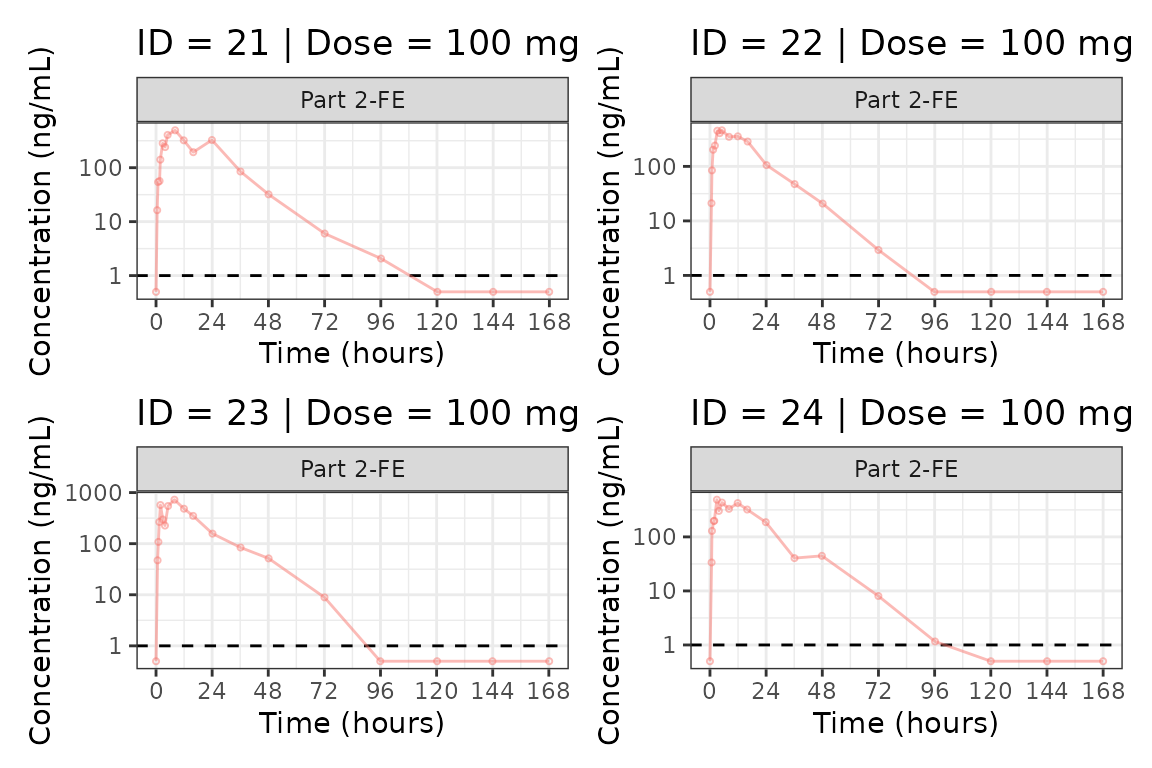 ID = 21 | Dose = 100 mg
Part 2-FE
Concentration (ng/mL)
100
10
1
0 24 48 72 96 120 144 168
Time (hours)
ID = 22 | Dose = 100 mg
Part 2-FE
Concentration (ng/mL)
100
10
1
0 24 48 72 96 120 144 168
Time (hours)
ID = 23 | Dose = 100 mg
Part 2-FE
Concentration (ng/mL)
1000
100
10
1
0 24 48 72 96 120 144 168
Time (hours)
ID = 24 | Dose = 100 mg
Part 2-FE
Concentration (ng/mL)
100
10
1
0 24 48 72 96 120 144 168
Time (hours)